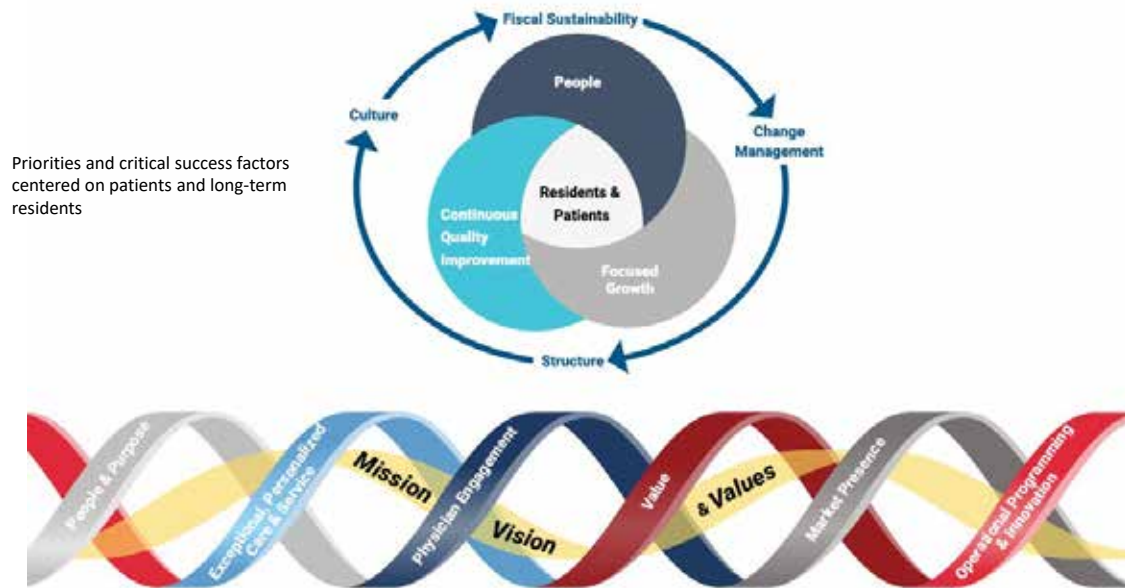 Fiscal Sustainability
People
Culture
Change
Management
Priorities and critical success factors
centered on patients and long-term
residents
Residents &
Patients
Continuous
Quality
Improvement
Focused
Growth
Structure
People & Purpose
Exceptional, Personalized
Care & Service
Mission
Physician Engagement
Vision
Value
& Values
Market Presence
Operational Programming
& Innovation